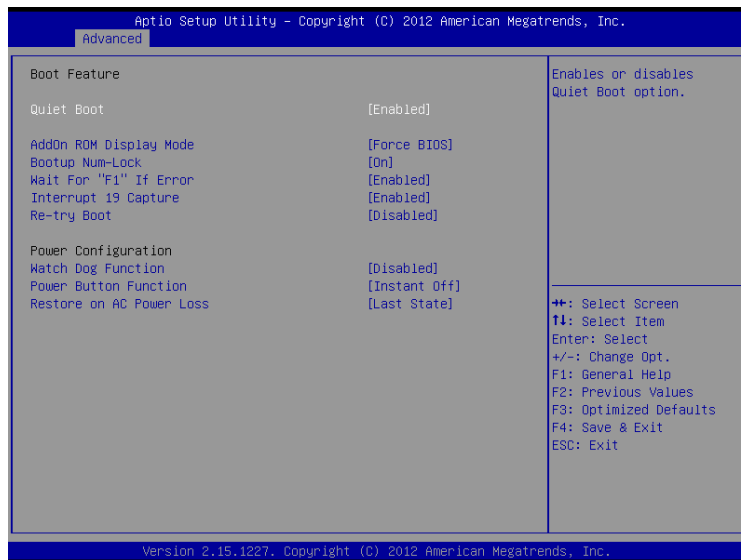 Aptio Setup Utility – Copyright (C) 2012 American Megatrends, Inc.
Advanced
Boot Feature
Quiet Boot [Enabled]
AddOn ROM Display Mode [Force BIOS]
Bootup Num-Lock [On]
Wait For "F1" If Error [Enabled]
Interrupt 19 Capture [Enabled]
Re-try Boot [Disabled]
Power Configuration
Watch Dog Function [Disabled]
Power Button Function [Instant Off]
Restore on AC Power Loss [Last State]
Enables or disables
Quiet Boot option.
→←: Select Screen
↑↓: Select Item
Enter: Select
+/-: Change Opt.
F1: General Help
F2: Previous Values
F3: Optimized Defaults
F4: Save & Exit
ESC: Exit
Version 2.15.1227. Copyright (C) 2012 American Megatrends, Inc.